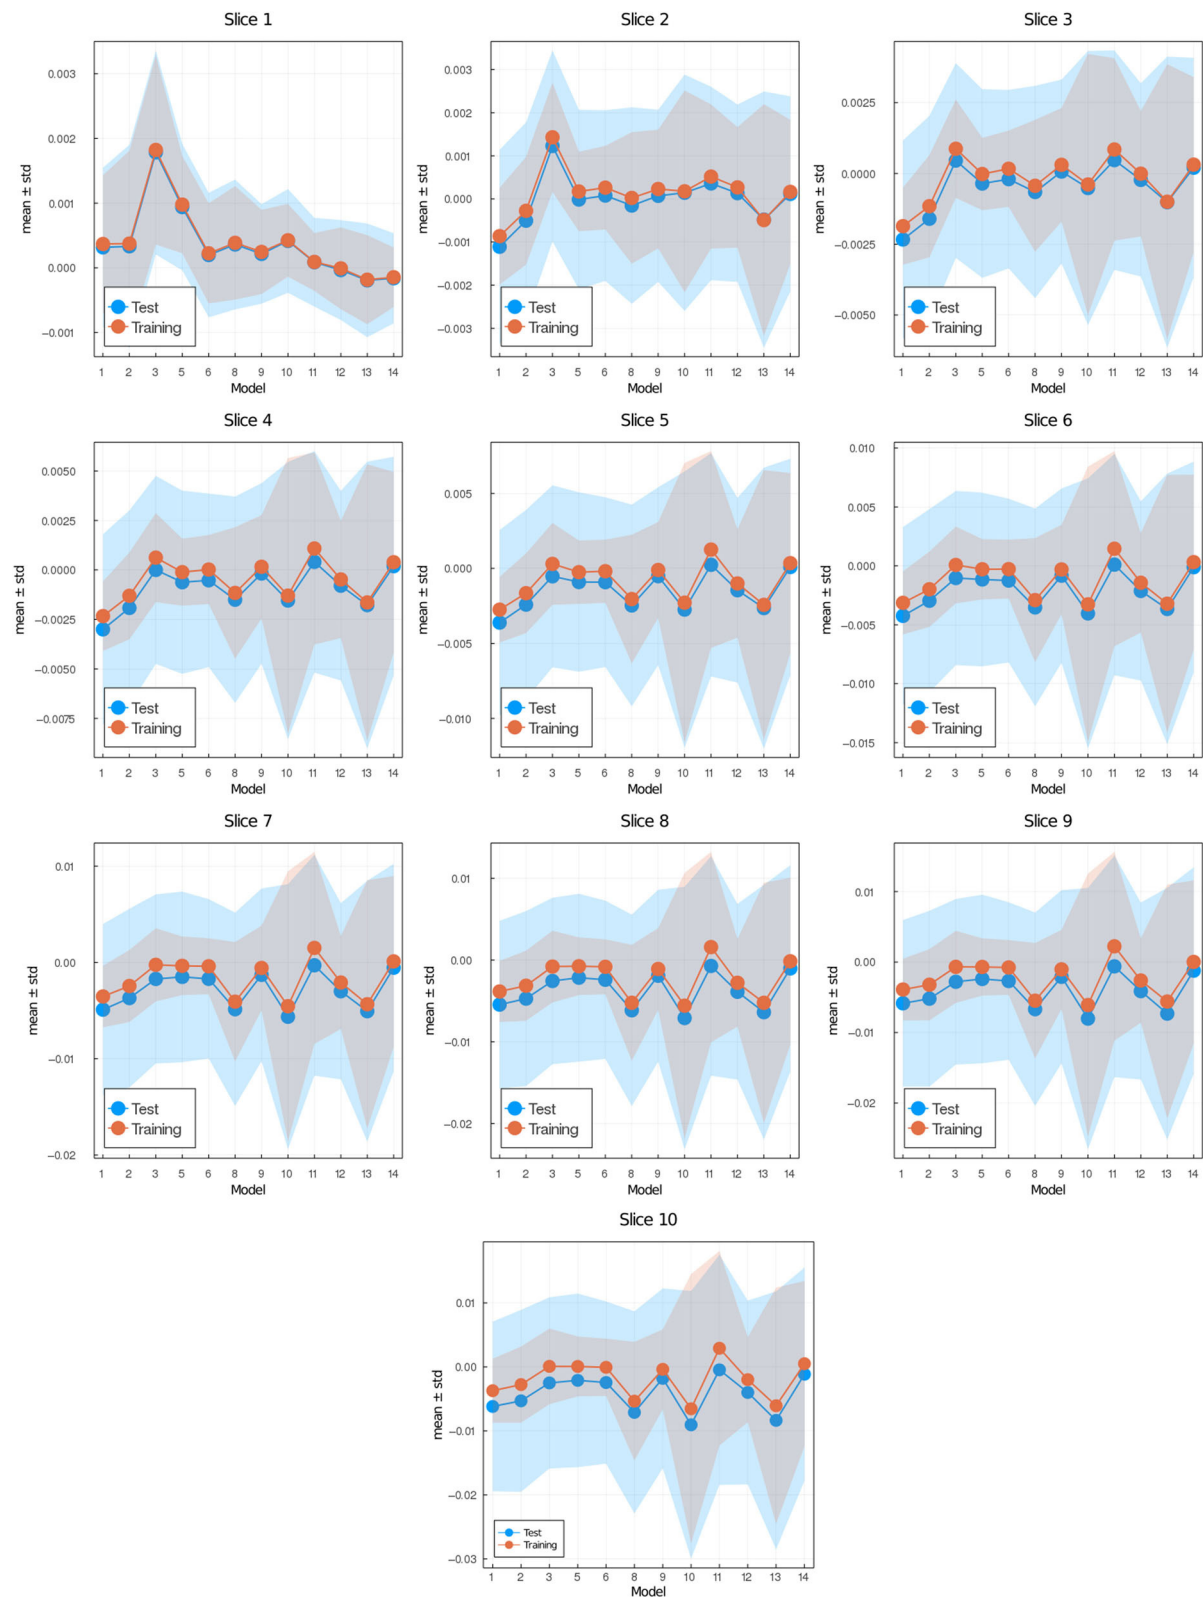 Slice 1
mean ± std
0.003
0.002
0.001
0.000
−0.001
Test
Training
1 2 3 5 6 8 9 10 11 12 13 14
Model
Slice 2
mean ± std
0.003
0.002
0.001
0.000
−0.001
−0.002
−0.003
Test
Training
1 2 3 5 6 8 9 10 11 12 13 14
Model
Slice 3
mean ± std
0.0025
0.0000
−0.0025
−0.0050
Test
Training
1 2 3 5 6 8 9 10 11 12 13 14
Model
Slice 4
mean ± std
0.0050
0.0025
0.0000
−0.0025
−0.0050
−0.0075
Test
Training
1 2 3 5 6 8 9 10 11 12 13 14
Model
Slice 5
mean ± std
0.005
0.000
−0.005
−0.010
Test
Training
1 2 3 5 6 8 9 10 11 12 13 14
Model
Slice 6
mean ± std
0.010
0.005
0.000
−0.005
−0.010
−0.015
Test
Training
1 2 3 5 6 8 9 10 11 12 13 14
Model
Slice 7
mean ± std
0.01
0.00
−0.01
−0.02
Test
Training
1 2 3 5 6 8 9 10 11 12 13 14
Model
Slice 8
mean ± std
0.01
0.00
−0.01
−0.02
Test
Training
1 2 3 5 6 8 9 10 11 12 13 14
Model
Slice 9
mean ± std
0.01
0.00
−0.01
−0.02
Test
Training
1 2 3 5 6 8 9 10 11 12 13 14
Model
Slice 10
mean ± std
0.01
0.00
−0.01
−0.02
−0.03
Test
Training
1 2 3 5 6 8 9 10 11 12 13 14
Model